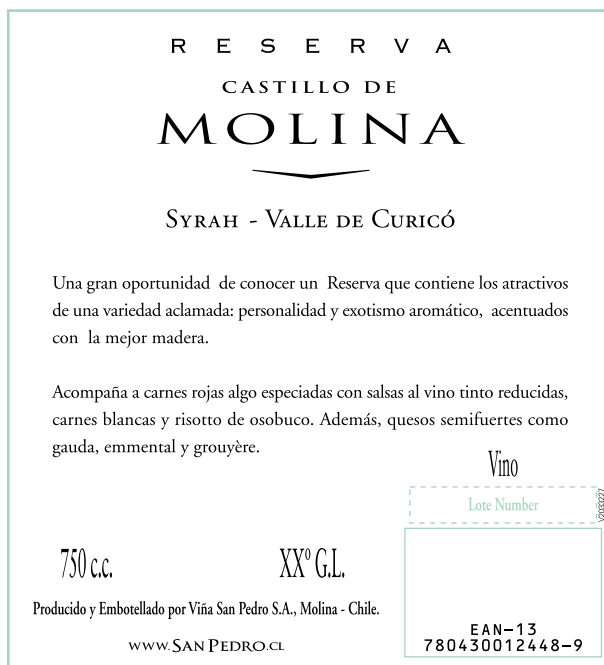 RESERVA
CASTILLO DE
MOLINA
SYRAH - VALLE DE CURICÓ
Una gran oportunidad de conocer un Reserva que contiene los atractivos
de una variedad aclamada: personalidad y exotismo aromático, acentuados
con la mejor madera.
Acompaña a carnes rojas algo especiadas con salsas al vino tinto reducidas,
carnes blancas y risotto de osobuco. Además, quesos semifuertes como
gauda, emmental y grouyère.
Vino
Lote Number
V2033227
750 c.c.
XXº G.L.
Producido y Embotellado por Viña San Pedro S.A., Molina - Chile.
WWW.SANPEDRO.CL
EAN-13
780430012448-9